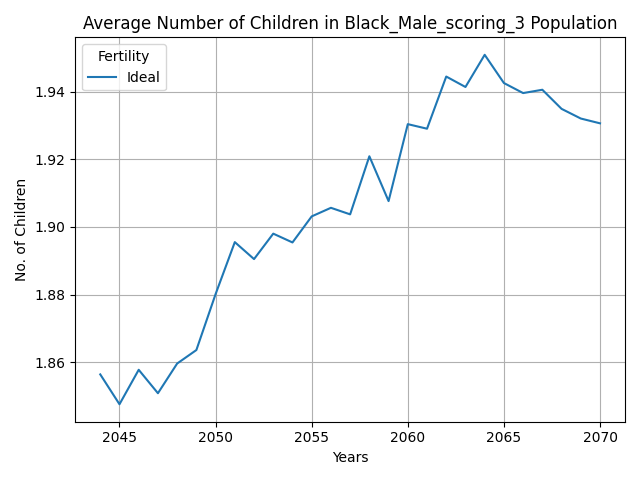 Average Number of Children in Black_Male_scoring_3 Population
Fertility
Ideal
No. of Children
1.94
1.92
1.90
1.88
1.86
2045 2050 2055 2060 2065 2070
Years